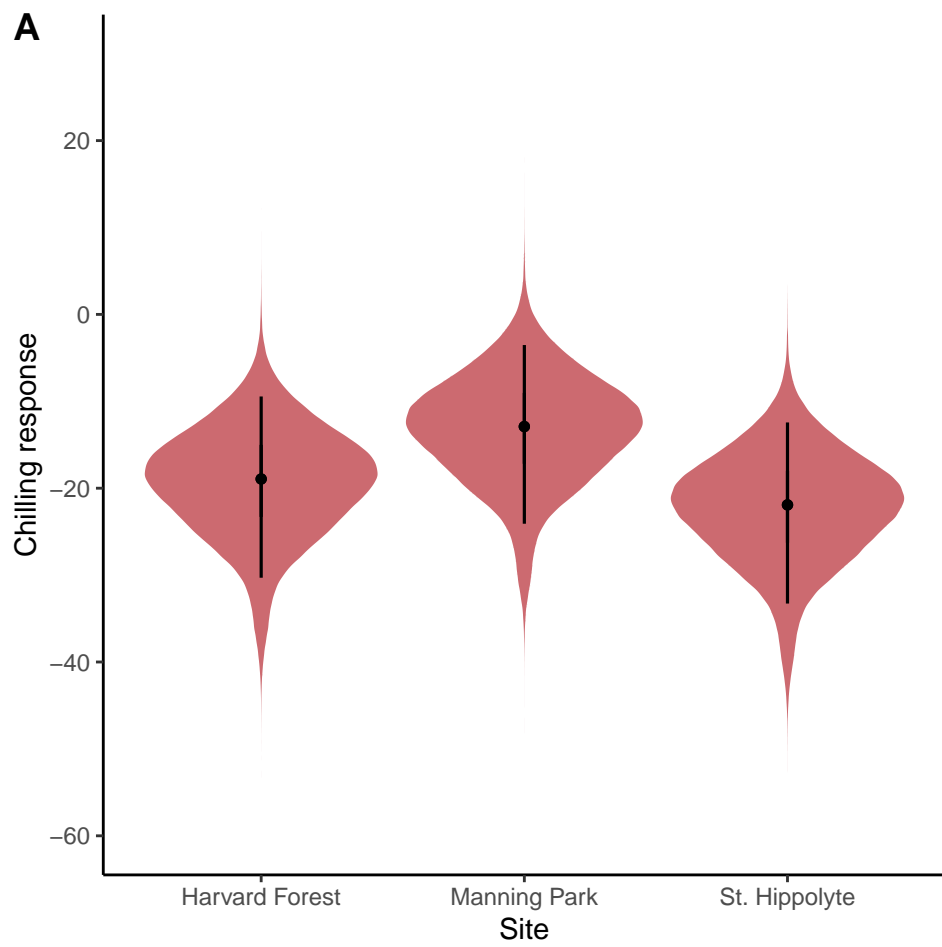 A
20
0
−20
−40
−60
Chilling response
Harvard Forest
Manning Park
St. Hippolyte
Site